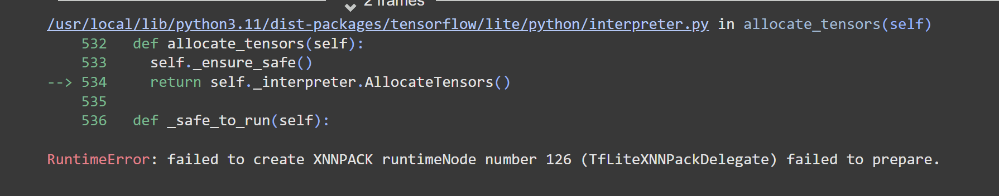 2 frames
/usr/local/lib/python3.11/dist-packages/tensorflow/lite/python/interpreter.py in allocate_tensors(self)
532 def allocate_tensors(self):
533 self._ensure_safe()
--> 534 return self._interpreter.AllocateTensors()
535
536 def _safe_to_run(self):
RuntimeError: failed to create XNNPACK runtimeNode number 126 (TfLiteXNNPackDelegate) failed to prepare.